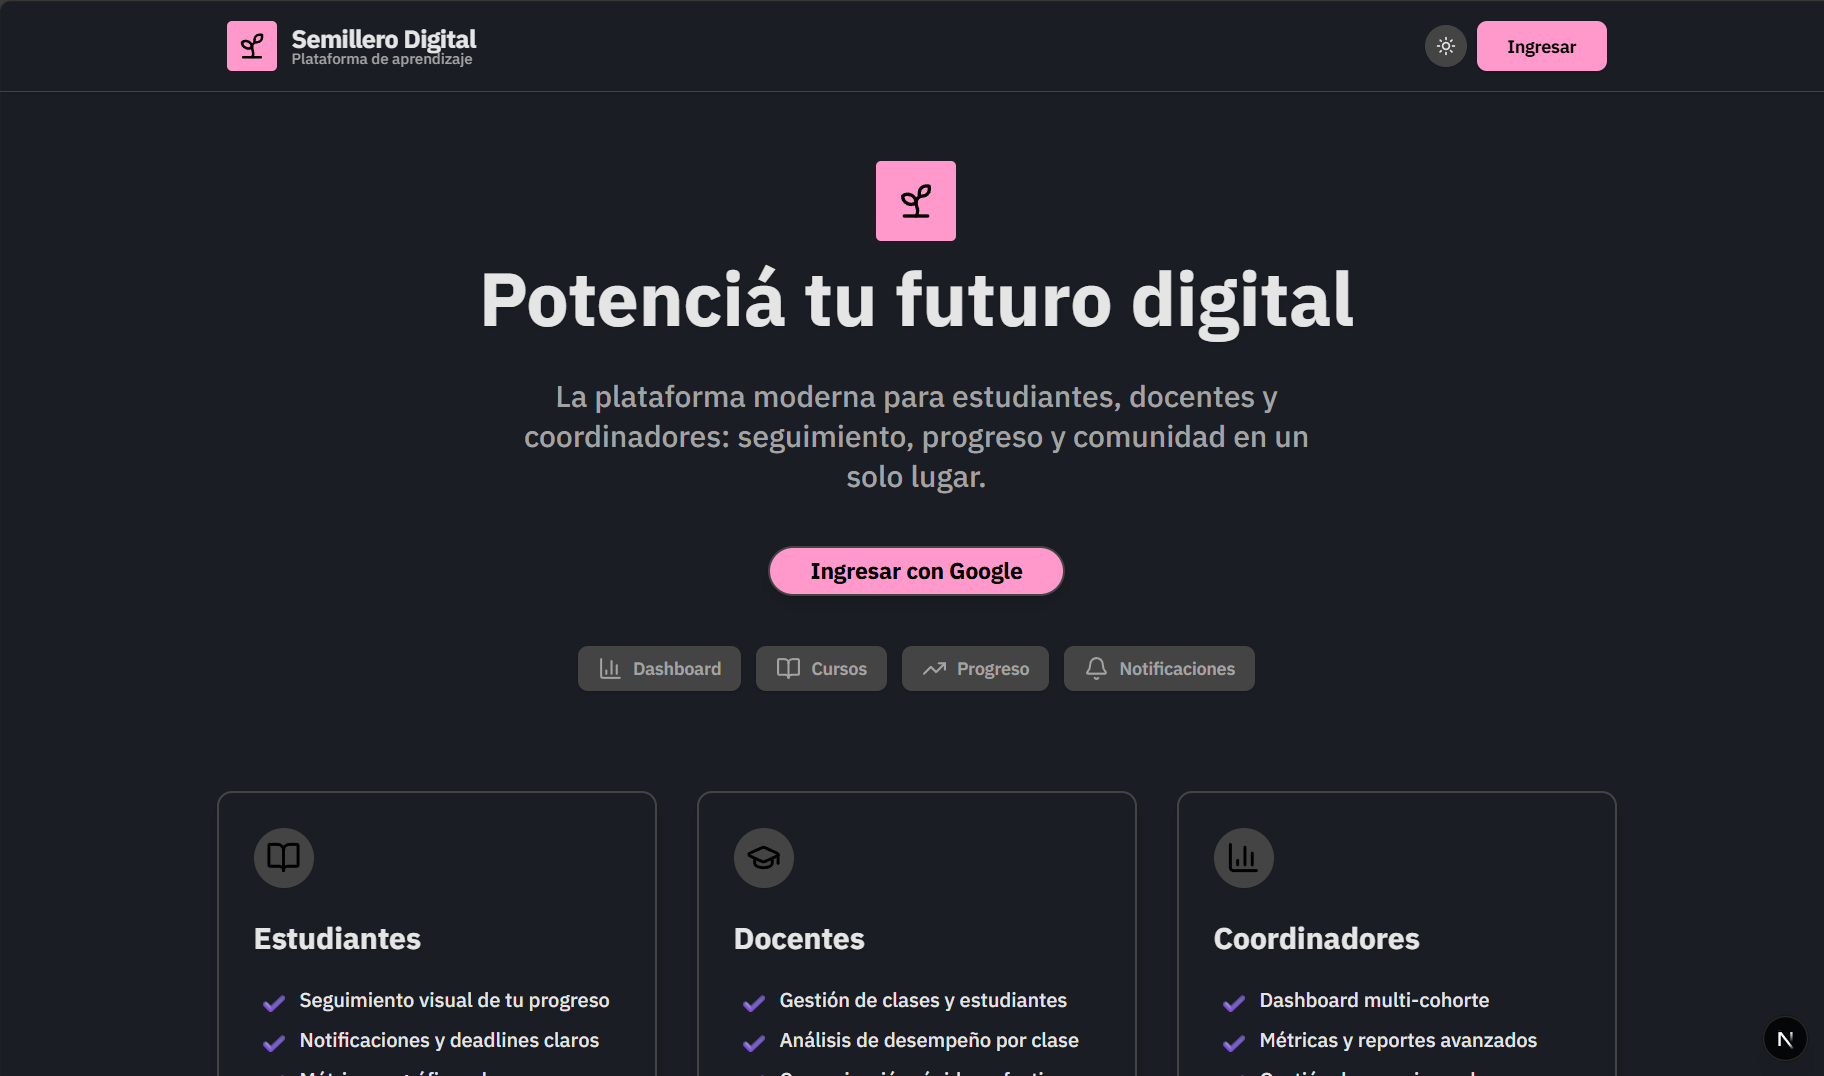 Semillero Digital
Plataforma de aprendizaje
Ingresar
Potenciá tu futuro digital
La plataforma moderna para estudiantes, docentes y
coordinadores: seguimiento, progreso y comunidad en un
solo lugar.
Ingresar con Google
Dashboard
Cursos
Progreso
Notificaciones
Estudiantes
Seguimiento visual de tu progreso
Notificaciones y deadlines claros
Docentes
Gestión de clases y estudiantes
Análisis de desempeño por clase
Coordinadores
Dashboard multi-cohorte
Métricas y reportes avanzados
N